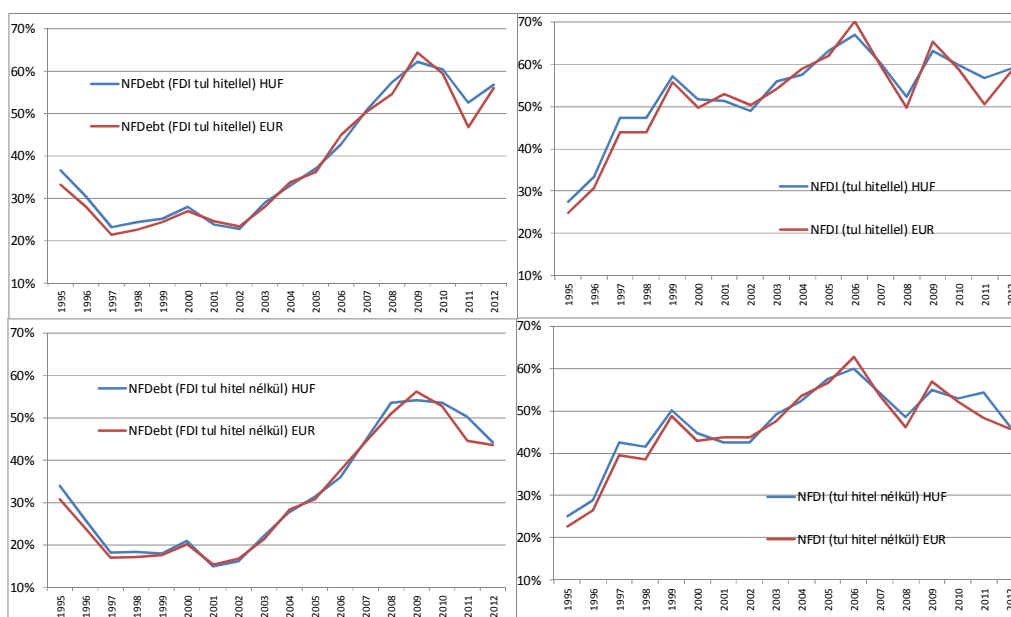 70%
60%
50%
40%
30%
20%
10%
NFDebt (FDI tul hitellel) HUF
NFDebt (FDI tul hitellel) EUR
1995 1996 1997 1998 1999 2000 2001 2002 2003 2004 2005 2006 2007 2008 2009 2010 2011 2012
70%
60%
50%
40%
30%
20%
10%
NFDI (tul hitellel) HUF
NFDI (tul hitellel) EUR
1995 1996 1997 1998 1999 2000 2001 2002 2003 2004 2005 2006 2007 2008 2009 2010 2011 2012
70%
60%
50%
40%
30%
20%
10%
NFDebt (FDI tul hitel nélkül) HUF
NFDebt (FDI tul hitel nélkül) EUR
1995 1996 1997 1998 1999 2000 2001 2002 2003 2004 2005 2006 2007 2008 2009 2010 2011 2012
70%
60%
50%
40%
30%
20%
10%
NFDI (tul hitel nélkül) HUF
NFDI (tul hitel nélkül) EUR
1995 1996 1997 1998 1999 2000 2001 2002 2003 2004 2005 2006 2007 2008 2009 2010 2011 2012